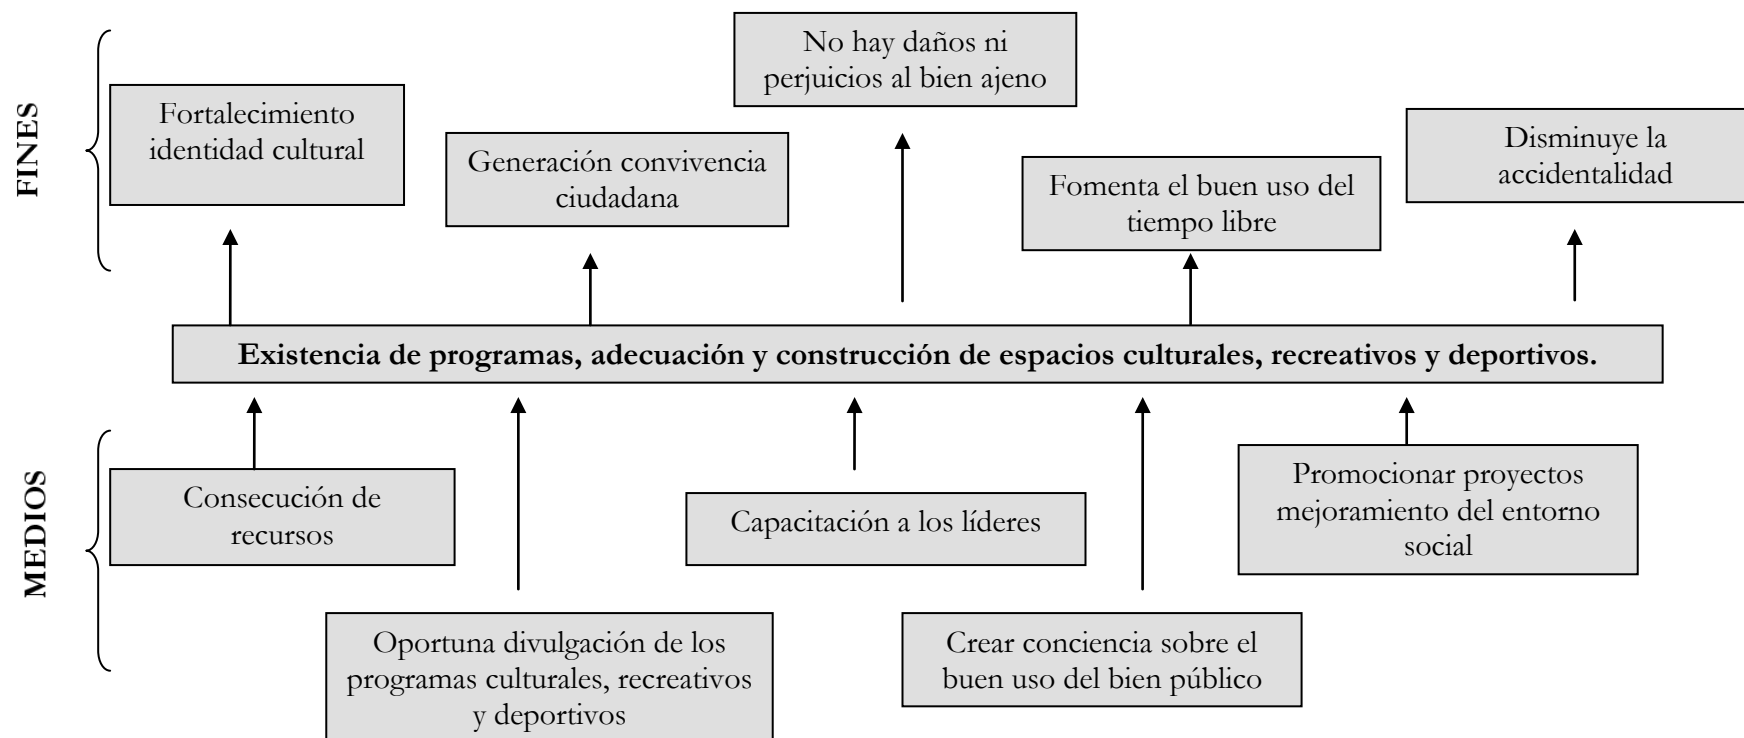 FINES
No hay daños ni
perjuicios al bien ajeno
Fortalecimiento
identidad cultural
Generación convivencia
ciudadana
Fomenta el buen uso del
tiempo libre
Disminuye la
accidentalidad
Existencia de programas, adecuación y construcción de espacios culturales, recreativos y deportivos.
MEDIOS
Consecución de
recursos
Capacitación a los líderes
Promocionar proyectos
mejoramiento del entorno
social
Oportuna divulgación de los
programas culturales, recreativos
y deportivos
Crear conciencia sobre el
buen uso del bien público